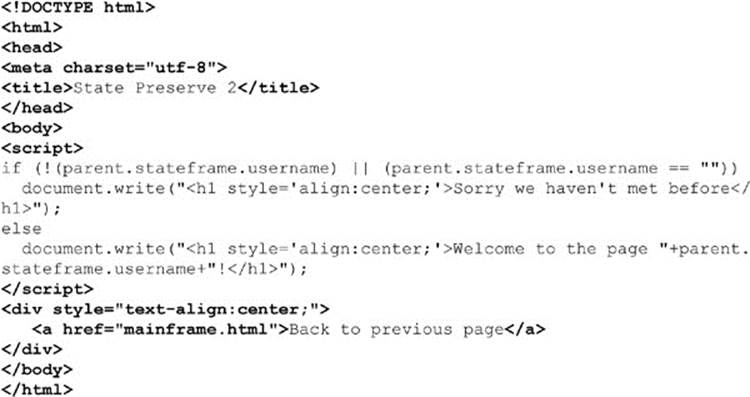 <!DOCTYPE html>
<html>
<head>
<meta charset="utf-8">
<title>State Preserve 2</title>
</head>
<body>
<script>
if (!(parent.stateframe.username) || (parent.stateframe.username == ""))
  document.write("<h1 style='align:center;'>Sorry we haven't met before</
h1>");
else
  document.write("<h1 style='align:center;'>Welcome to the page "+parent.
stateframe.username+"!</h1>");
</script>
<div style="text-align:center;">
   <a href="mainframe.html">Back to previous page</a>
</div>
</body>
</html>